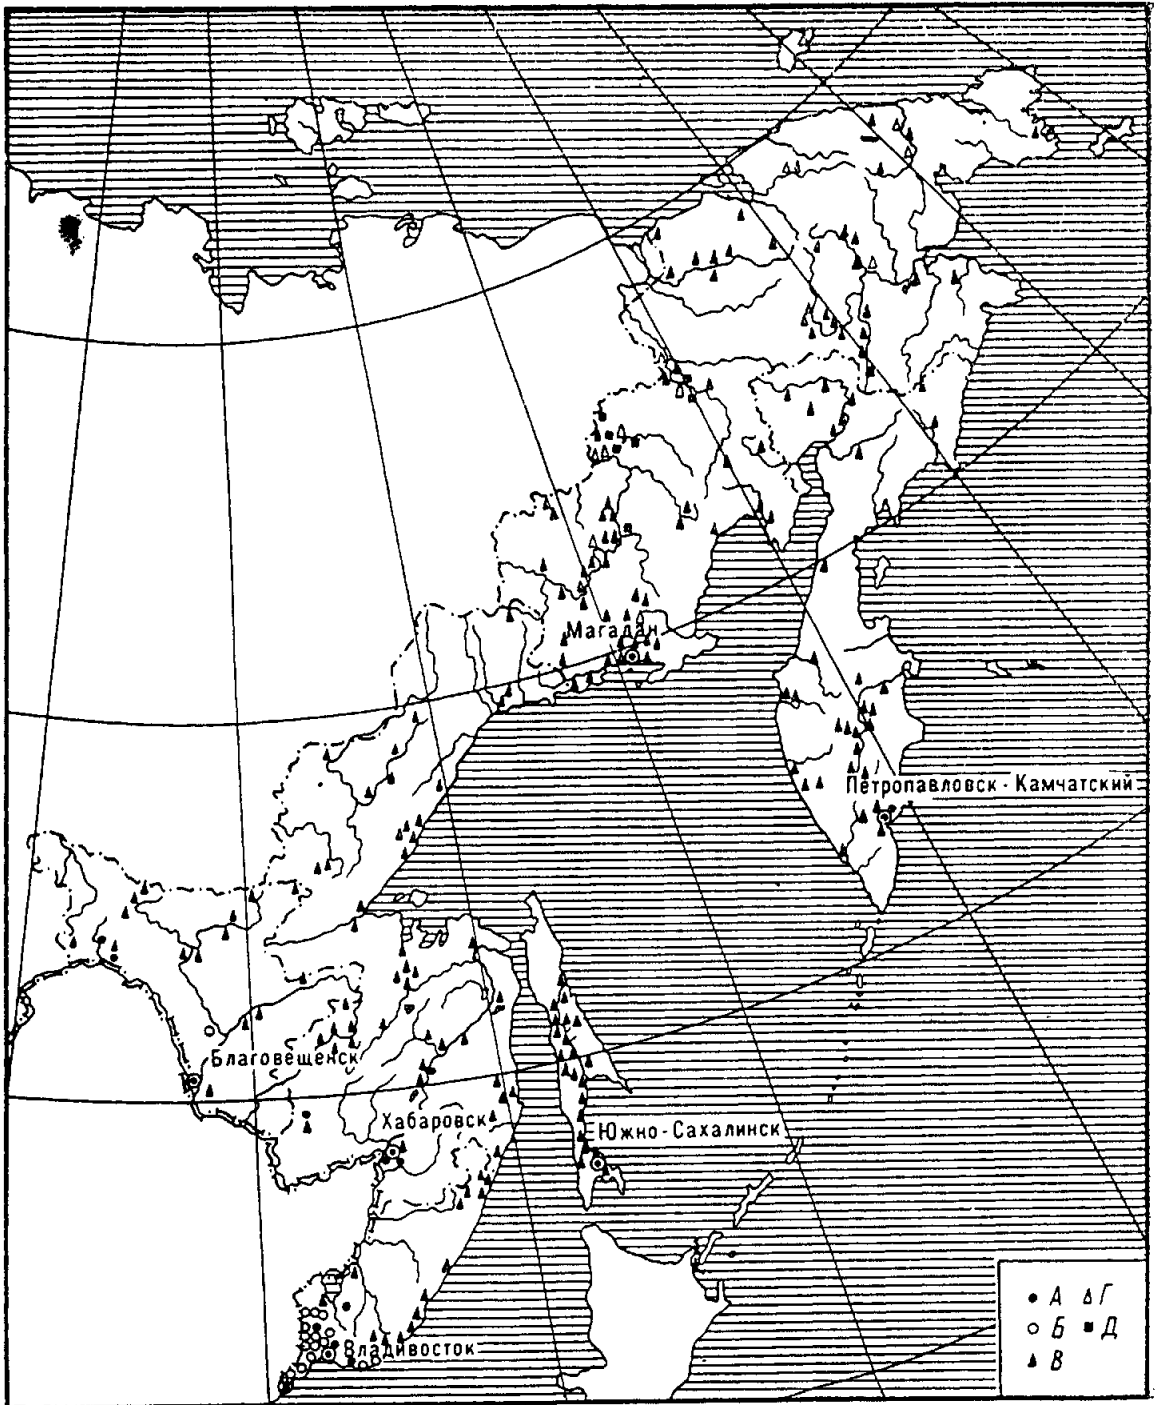 Магадан
Петропавловск-Камчатский
Благовещенск
Хабаровск
Южно-Сахалинск
Владивосток
А Г
Б Д
В